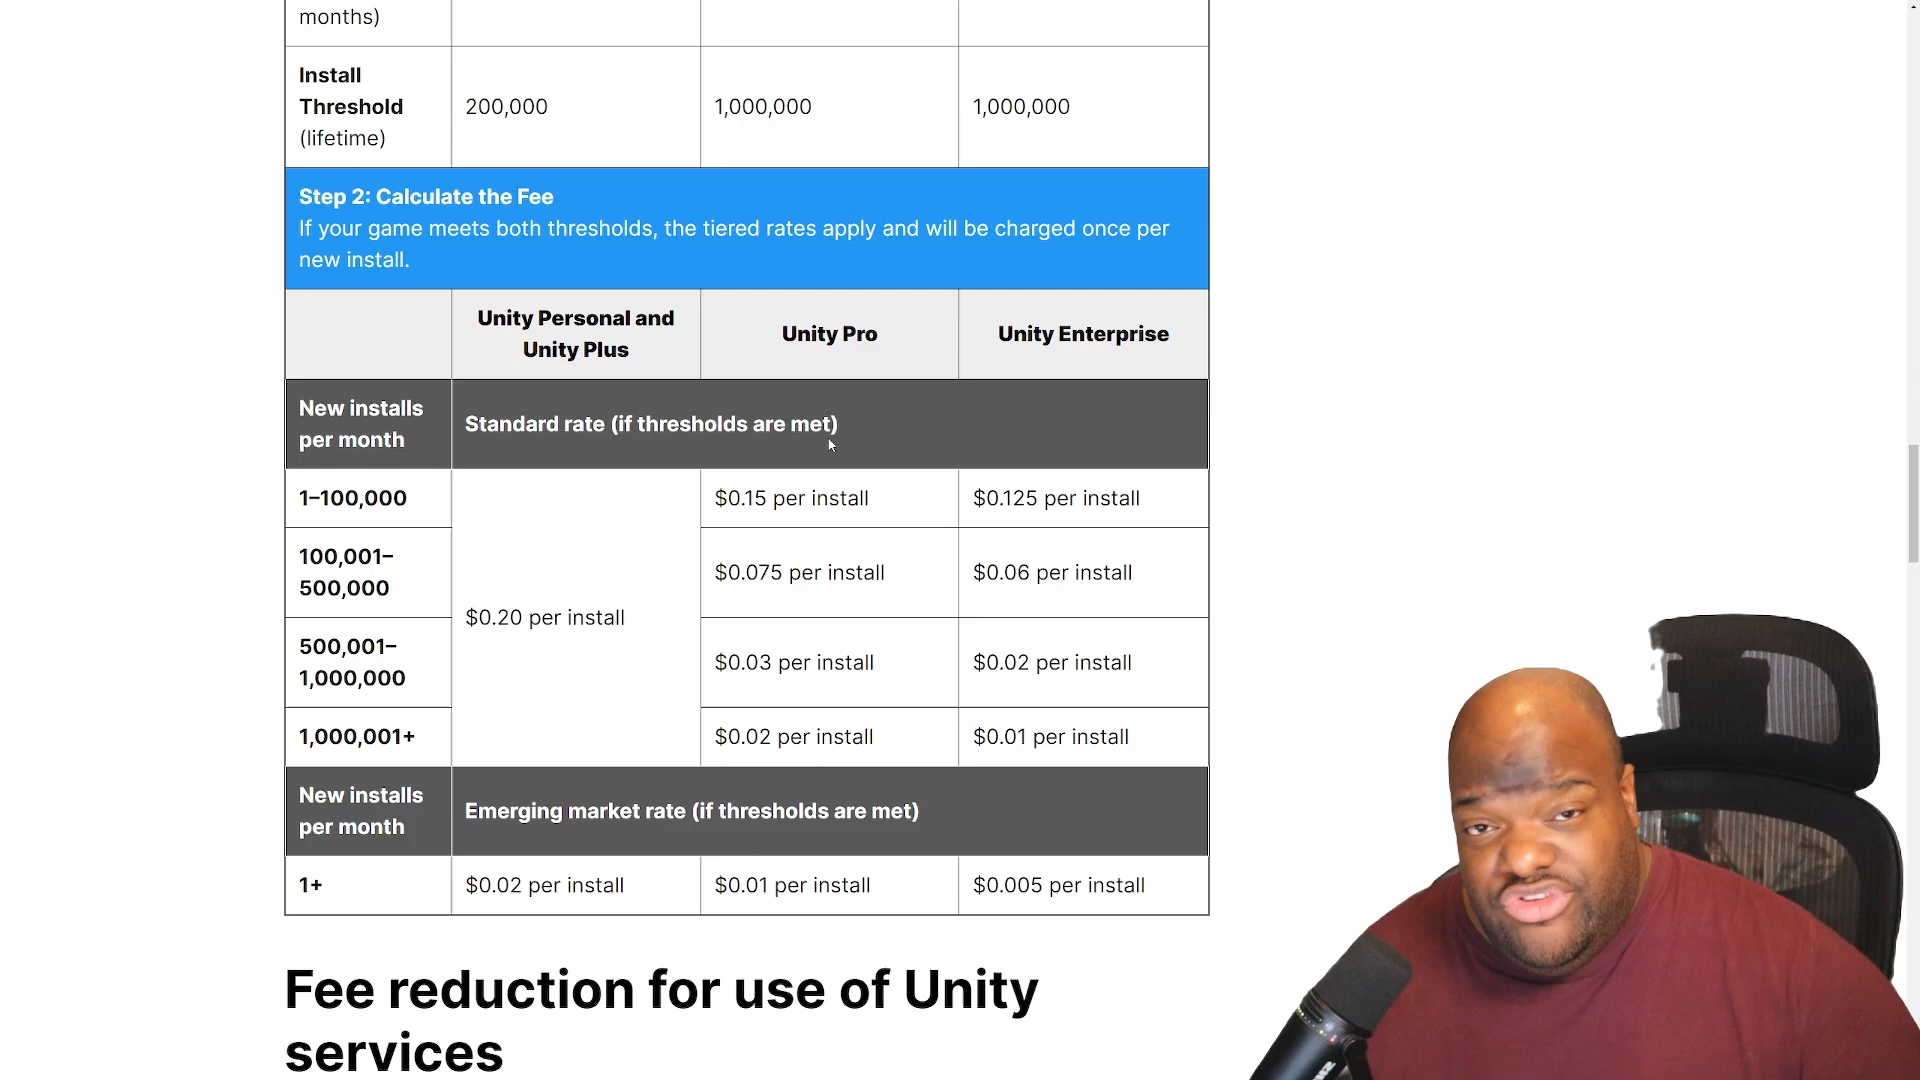 months)
Install
Threshold
(lifetime)
200,000
1,000,000
1,000,000
Step 2: Calculate the Fee
If your game meets both thresholds, the tiered rates apply and will be charged once per
new install.
Unity Personal and
Unity Plus
Unity Pro
Unity Enterprise
New installs
per month
Standard rate (if thresholds are met)
1–100,000
$0.20 per install
$0.15 per install
$0.125 per install
100,001–
500,000
$0.075 per install
$0.06 per install
500,001–
1,000,000
$0.03 per install
$0.02 per install
1,000,001+
$0.02 per install
$0.01 per install
New installs
per month
Emerging market rate (if thresholds are met)
1+
$0.02 per install
$0.01 per install
$0.005 per install
Fee reduction for use of Unity
services